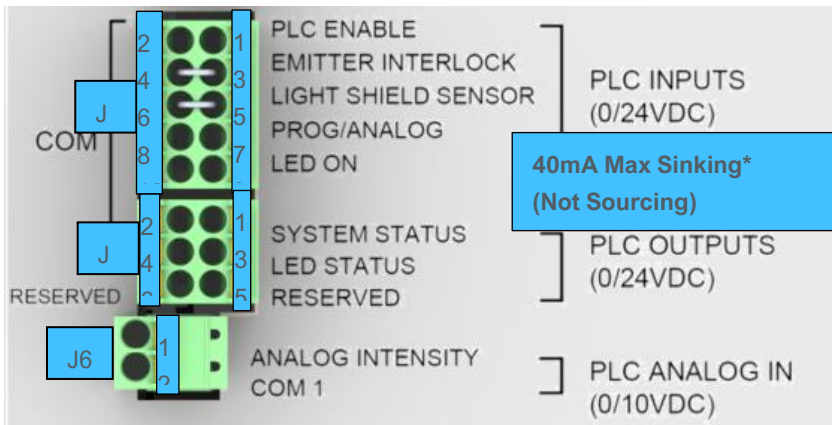 2
1
PLC ENABLE
4
3
EMITTER INTERLOCK
J
6
5
LIGHT SHIELD SENSOR
COM
8
7
PROG/ANALOG
LED ON
PLC INPUTS
(0/24VDC)
40mA Max Sinking*
(Not Sourcing)
2
1
SYSTEM STATUS
J
4
3
LED STATUS
RESERVED
5
RESERVED
PLC OUTPUTS
(0/24VDC)
J6
1
ANALOG INTENSITY
2
COM 1
PLC ANALOG IN
(0/10VDC)